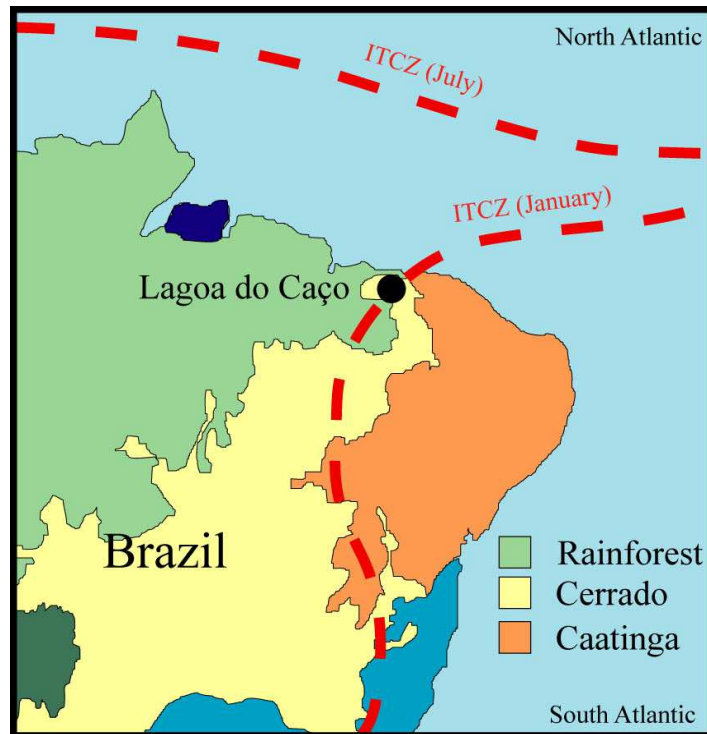 North Atlantic
ITCZ (July)
ITCZ (January)
Lagoa do Caço
Brazil
Rainforest
Cerrado
Caatinga
South Atlantic